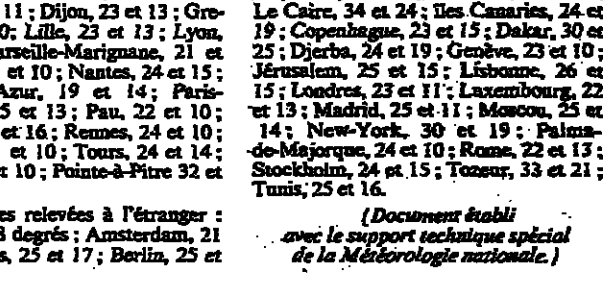 11 ; Dijon, 23 et 13 ; Gre-
0 ; Lille, 23 et 13 ; Lyon,
arseille-Marignane, 21 et
et 10 ; Nantes, 24 et 15 ;
Azur, 19 et 14 ; Paris-
5 et 13 ; Pau, 22 et 10 ;
et 16 ; Rennes, 24 et 10 ;
et 10 ; Tours, 24 et 14 ;
et 10 ; Pointe-à-Pitre 32 et
es relevées à l'étranger :
8 degrés ; Amsterdam, 21
s, 25 et 17 ; Berlin, 25 et
Le Caire, 34 et 24 ; Iles Canaries, 24 et
19 ; Copenhague, 23 et 15 ; Dakar, 30 et
25 ; Djerba, 24 et 19 ; Genève, 23 et 10 ;
Jérusalem, 25 et 15 ; Lisbonne, 26 et
15 ; Londres, 23 et 11 ; Luxembourg, 22
et 13 ; Madrid, 25 et 11 ; Moscou, 25 et
14 ; New-York, 30 et 19 ; Palma-
de-Majorque, 24 et 10 ; Rome, 22 et 13 ;
Stockholm, 24 et 15 ; Tozeur, 33 et 21 ;
Tunis, 25 et 16.
(Document établi
avec le support technique spécial
de la Météorologie nationale.)